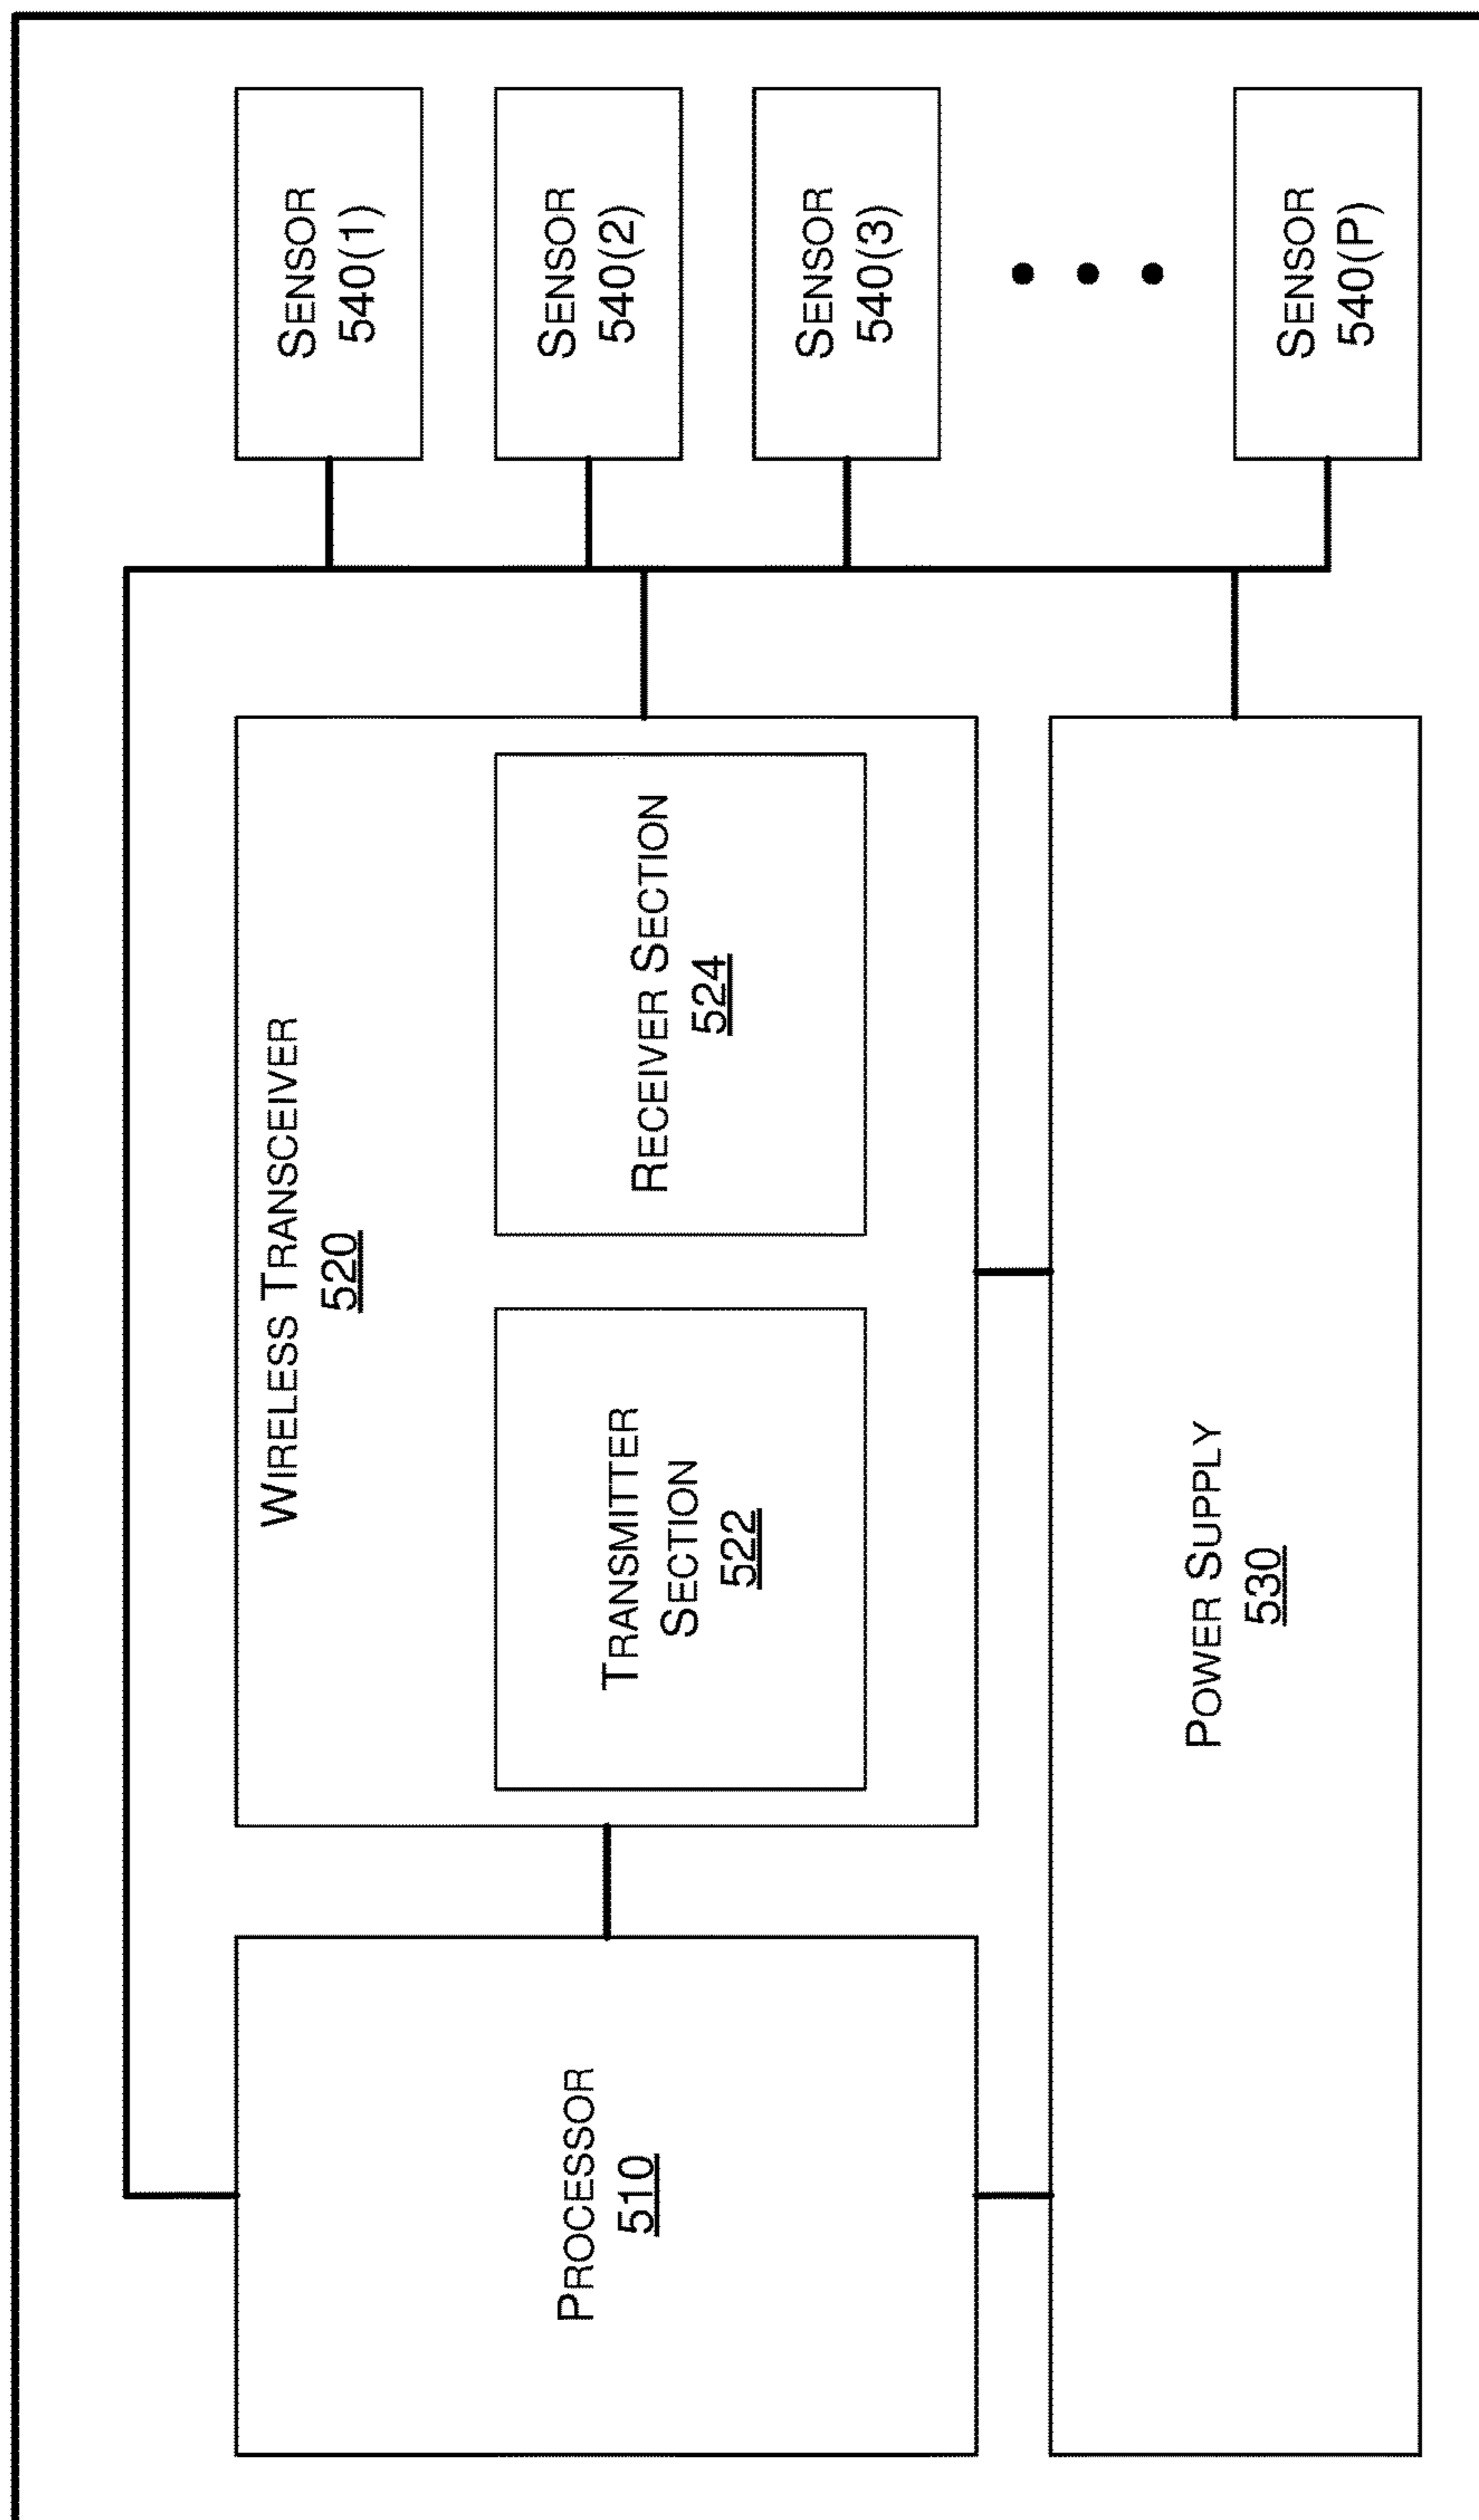 PROCESSOR
510
WIRELESS TRANSCEIVER
520
TRANSMITTER
SECTION
522
RECEIVER SECTION
524
POWER SUPPLY
530
SENSOR
540(1)
SENSOR
540(2)
SENSOR
540(3)
SENSOR
540(P)